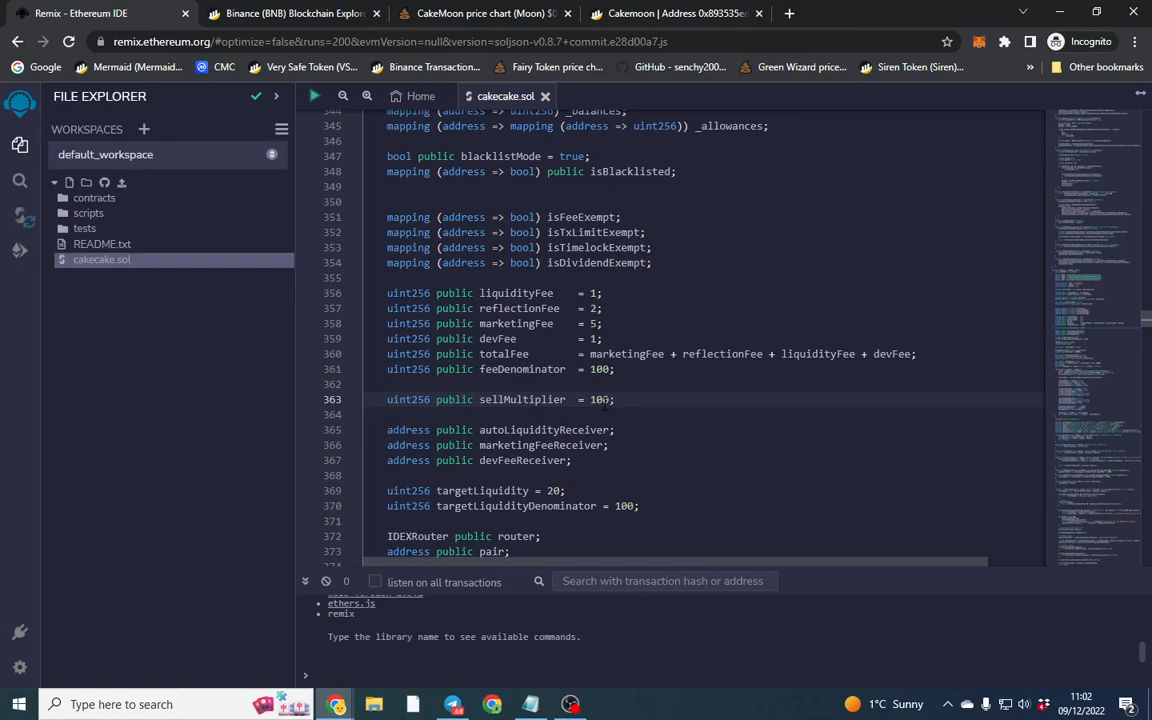 Remix - Ethereum IDE
Binance (BNB) Blockchain Explor
CakeMoon price chart (Moon) $0
Cakemoon | Address 0x893535ed
remix.ethereum.org/#optimize=false&runs=200&evmVersion=null&version=soljson-v0.8.7+commit.e28d00a7.js
Incognito
Google
Mermaid (Mermaid...
CMC
Very Safe Token (VS...
Binance Transaction...
Fairy Token price ch...
GitHub - senchy200...
Green Wizard price...
Siren Token (Siren)...
Other bookmarks
FILE EXPLORER
Home
cakecake.sol
WORKSPACES
default_workspace
contracts
scripts
tests
README.txt
cakecake.sol
344 mapping (address => uint256) _balances;
345 mapping (address => mapping (address => uint256)) _allowances;
346
347 bool public blacklistMode = true;
348 mapping (address => bool) public isBlacklisted;
349
350
351 mapping (address => bool) isFeeExempt;
352 mapping (address => bool) isTxLimitExempt;
353 mapping (address => bool) isTimelockExempt;
354 mapping (address => bool) isDividendExempt;
355
356 uint256 public liquidityFee = 1;
357 uint256 public reflectionFee = 2;
358 uint256 public marketingFee = 5;
359 uint256 public devFee = 1;
360 uint256 public totalFee = marketingFee + reflectionFee + liquidityFee + devFee;
361 uint256 public feeDenominator = 100;
362
363 uint256 public sellMultiplier = 100;
364
365 address public autoLiquidityReceiver;
366 address public marketingFeeReceiver;
367 address public devFeeReceiver;
368
369 uint256 targetLiquidity = 20;
370 uint256 targetLiquidityDenominator = 100;
371
372 IDEXRouter public router;
373 address public pair;
0
listen on all transactions
Search with transaction hash or address
ethers.js
remix
Type the library name to see available commands.
>
Type here to search
68
1°C Sunny
11:02
09/12/2022
2